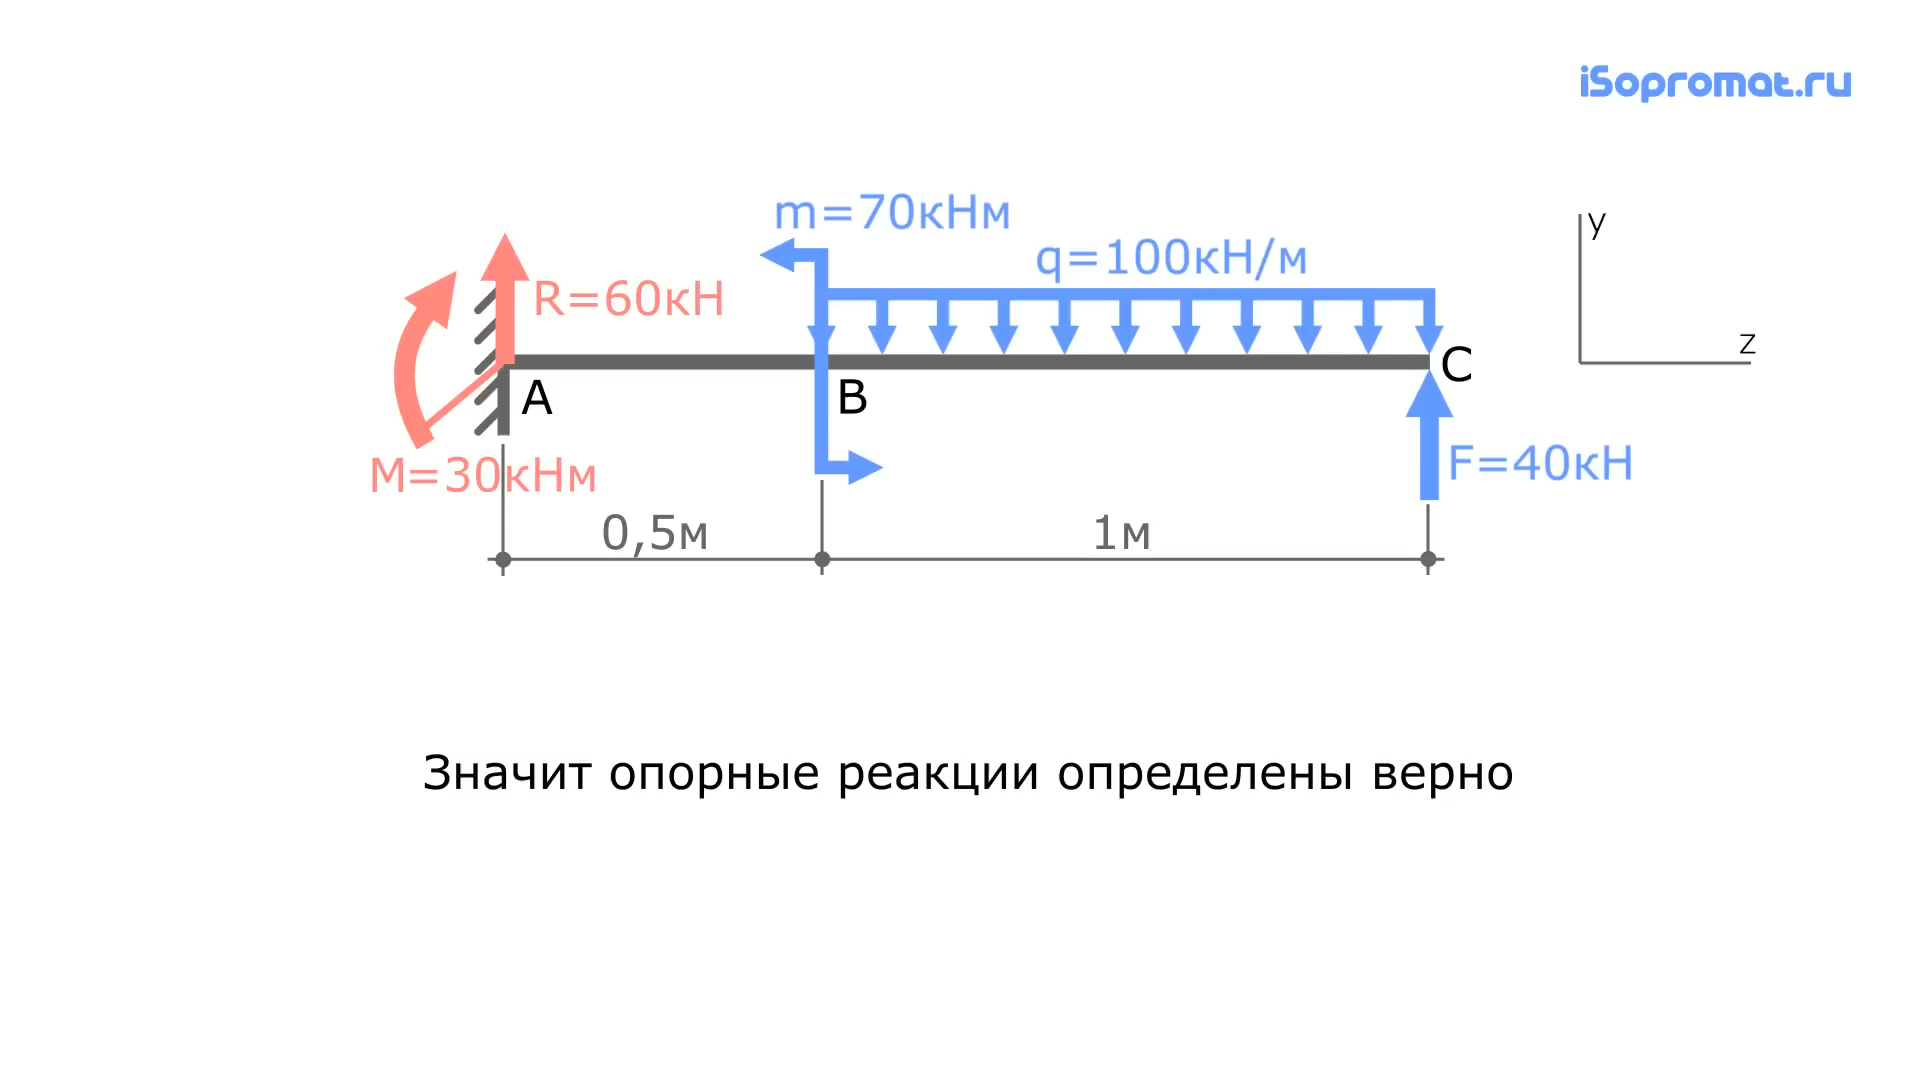 iSopromat.ru
m=70кНм
y
q=100кН/м
R=60кН
z
A
B
C
M=30кНм
F=40кН
0,5м
1м
Значит опорные реакции определены верно